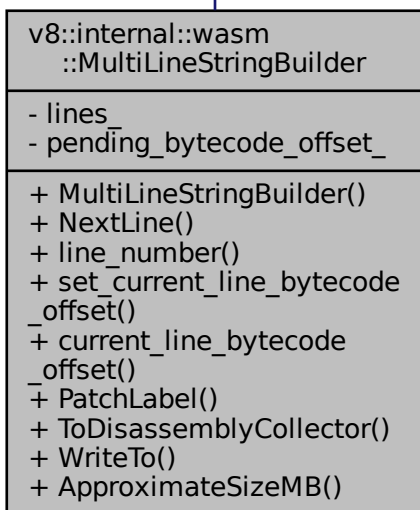 v8::internal::wasm
::MultiLineStringBuilder
- lines_
- pending_bytecode_offset_
+ MultiLineStringBuilder()
+ NextLine()
+ line_number()
+ set_current_line_bytecode
_offset()
+ current_line_bytecode
_offset()
+ PatchLabel()
+ ToDisassemblyCollector()
+ WriteTo()
+ ApproximateSizeMB()